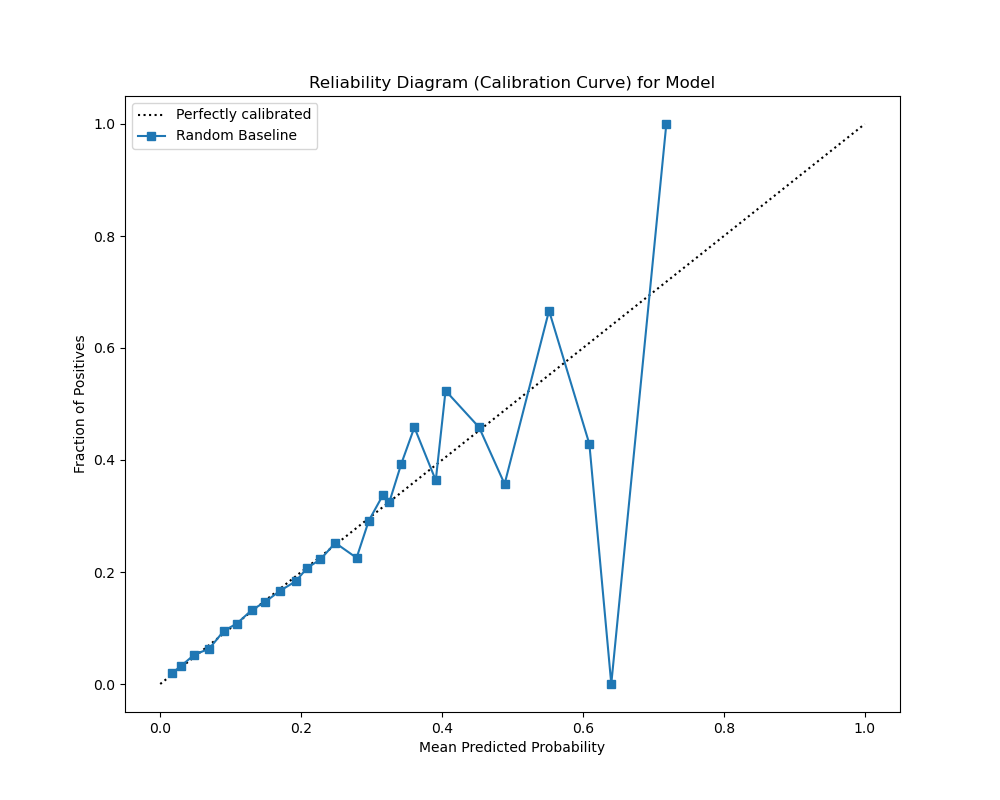 Reliability Diagram (Calibration Curve) for Model
Perfectly calibrated
Random Baseline
1.0
0.8
0.6
0.4
0.2
0.0
Fraction of Positives
0.0 0.2 0.4 0.6 0.8 1.0
Mean Predicted Probability